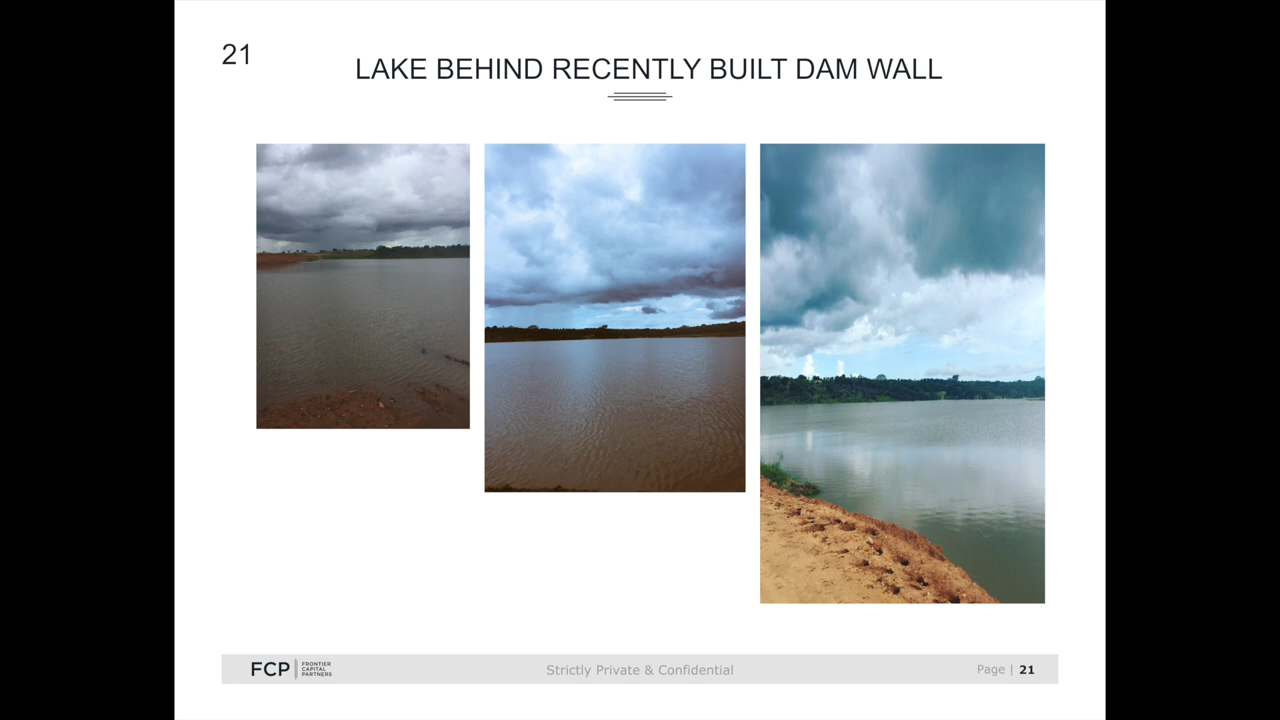 21
LAKE BEHIND RECENTLY BUILT DAM WALL
FCP
FRONTIER
CAPITAL
PARTNERS
Strictly Private & Confidential
Page | 21